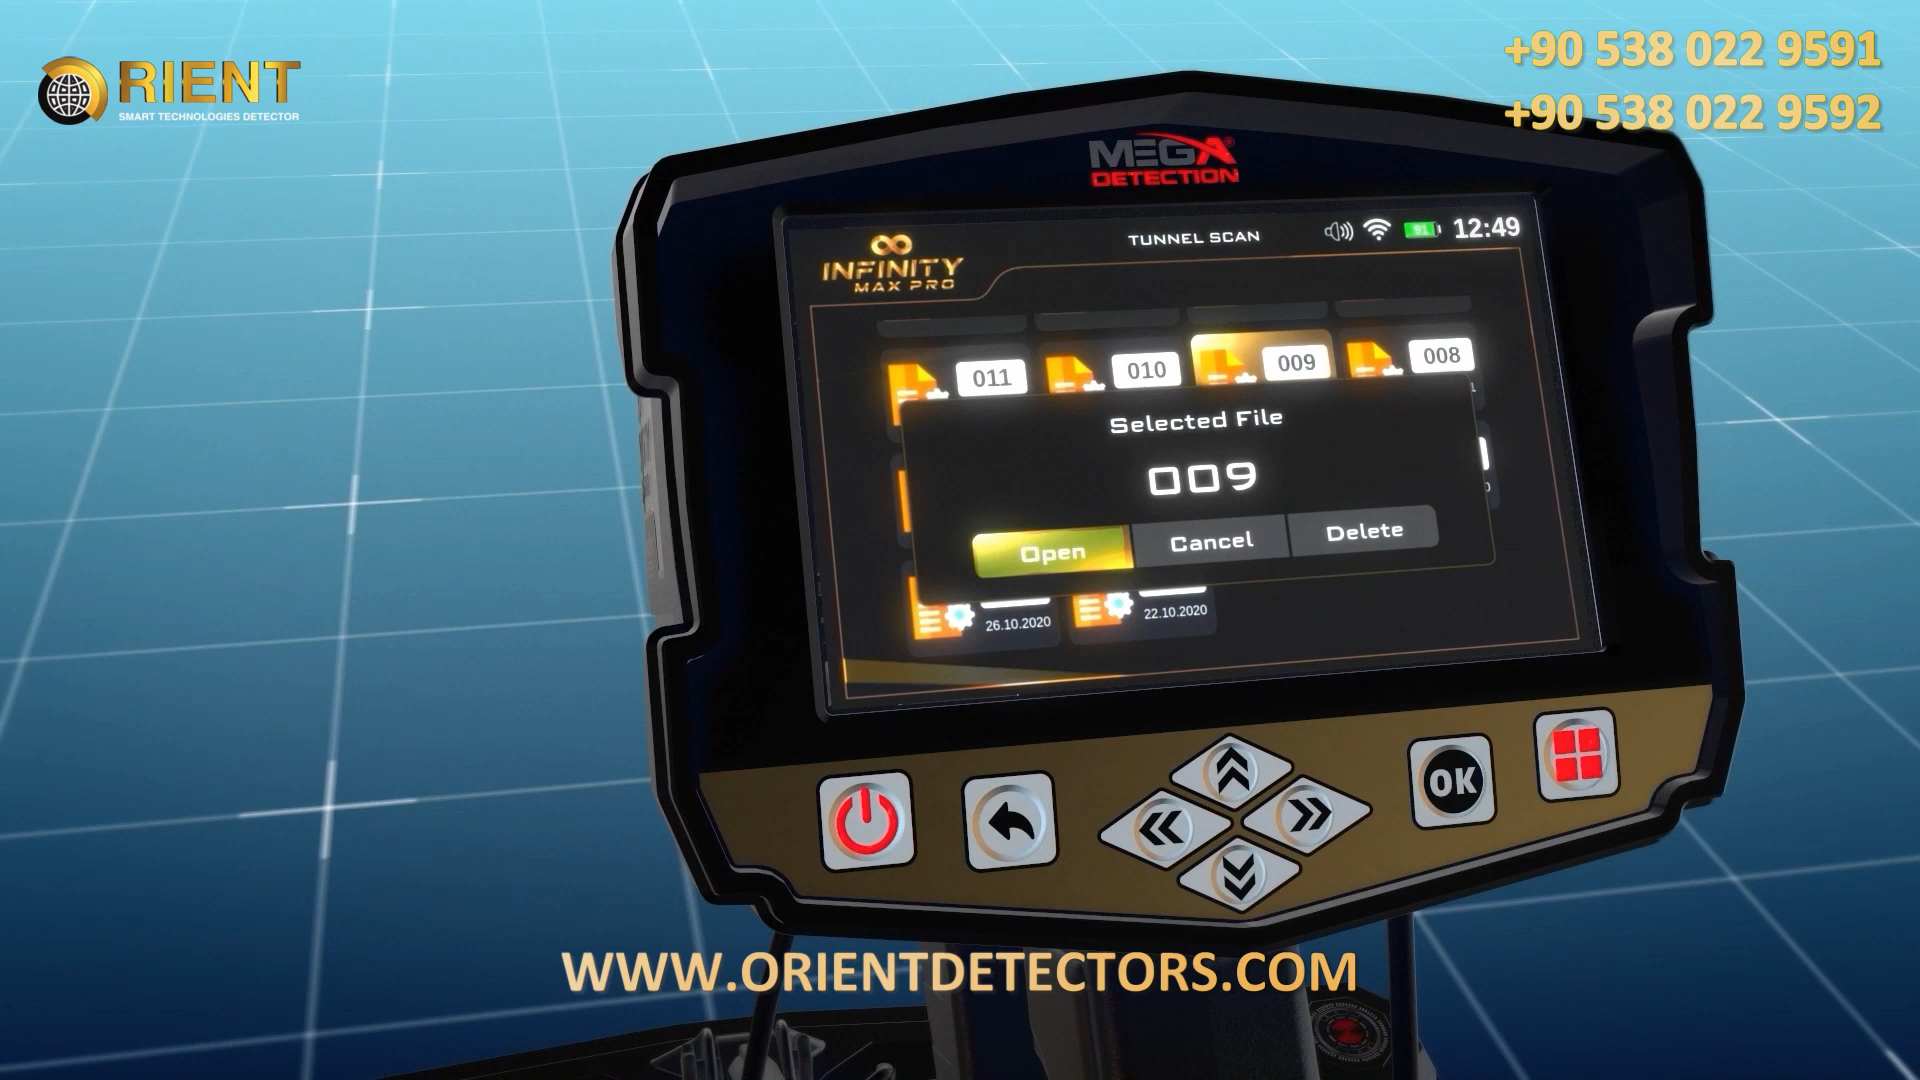 ORIENT
SMART TECHNOLOGIES DETECTOR
+90 538 022 9591
+90 538 022 9592
MEGA
DETECTION
INFINITY
MAX PRO
TUNNEL SCAN
91
12:49
011
010
009
008
Selected File
009
Open
Cancel
Delete
26.10.2020
22.10.2020
OK
WWW.ORIENTDETECTORS.COM